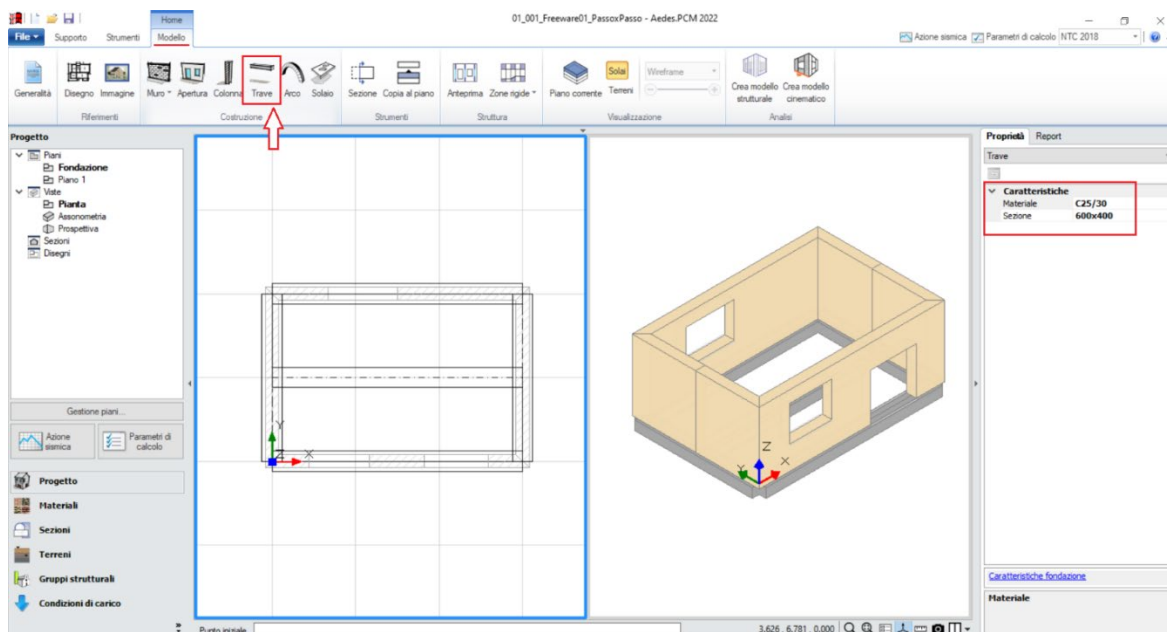 Home
01_001_Freeware01_PassoxPasso - Aedes.PCM 2022
File Supporto Strumenti Modello
Azione sismica Parametri di calcolo NTC 2018
Generalità Disegno Immagine Muro Apertura Colonna Trave Arco Solaio Sezione Copia al piano Anteprima Zone rigide Piano corrente Solai Terreni Wireframe Crea modello strutturale Crea modello cinematico
Riferimenti Costruzione Strumenti Struttura Visualizzazione Analisi
Progetto
Piani
Fondazione
Piano 1
Viste
Pianta
Assonometria
Prospettiva
Sezioni
Disegni
Gestione piani...
Azione sismica
Parametri di calcolo
Progetto
Materiali
Sezioni
Terreni
Gruppi strutturali
Condizioni di carico
Y
Z X
Z
Y X
Proprietà Report
Trave
Caratteristiche
Materiale C25/30
Sezione 600x400
Caratteristiche fondazione
Materiale
Punto iniziale
3.626 , 6.781 , 0.000